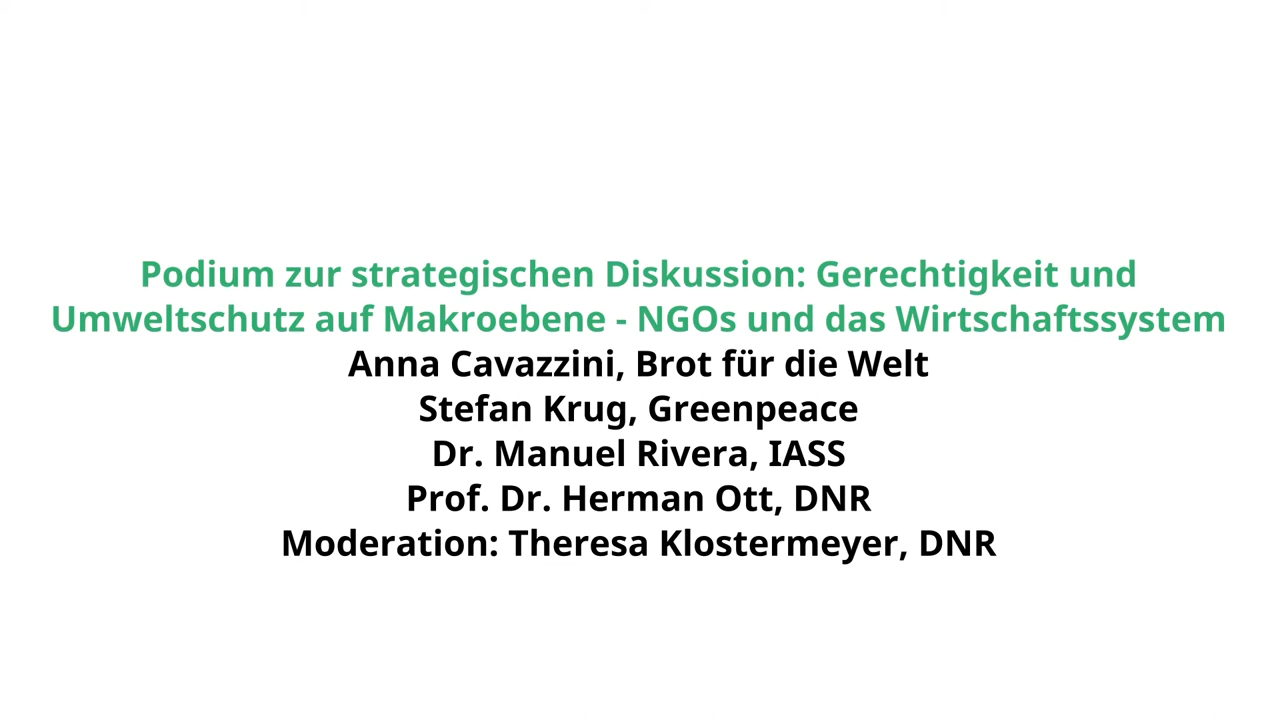 Podium zur strategischen Diskussion: Gerechtigkeit und
Umweltschutz auf Makroebene - NGOs und das Wirtschaftssystem
Anna Cavazzini, Brot für die Welt
Stefan Krug, Greenpeace
Dr. Manuel Rivera, IASS
Prof. Dr. Herman Ott, DNR
Moderation: Theresa Klostermeyer, DNR